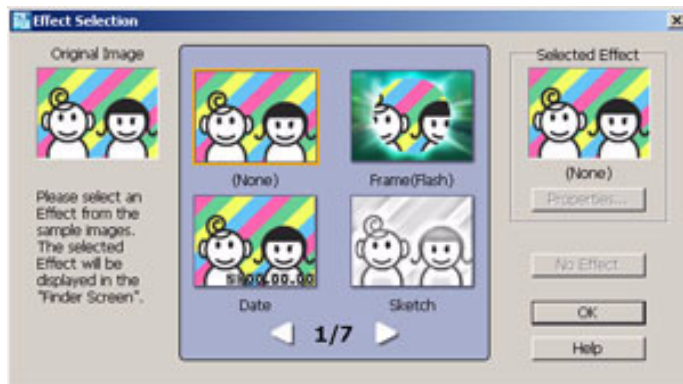 Effect Selection
Original Image
Please select an
Effect from the
sample images.
The selected
Effect will be
displayed in the
"Finder Screen".
(None)
Frame(Flash)
Date
Sketch
1/7
Selected Effect
(None)
Properties...
No Effect
OK
Help